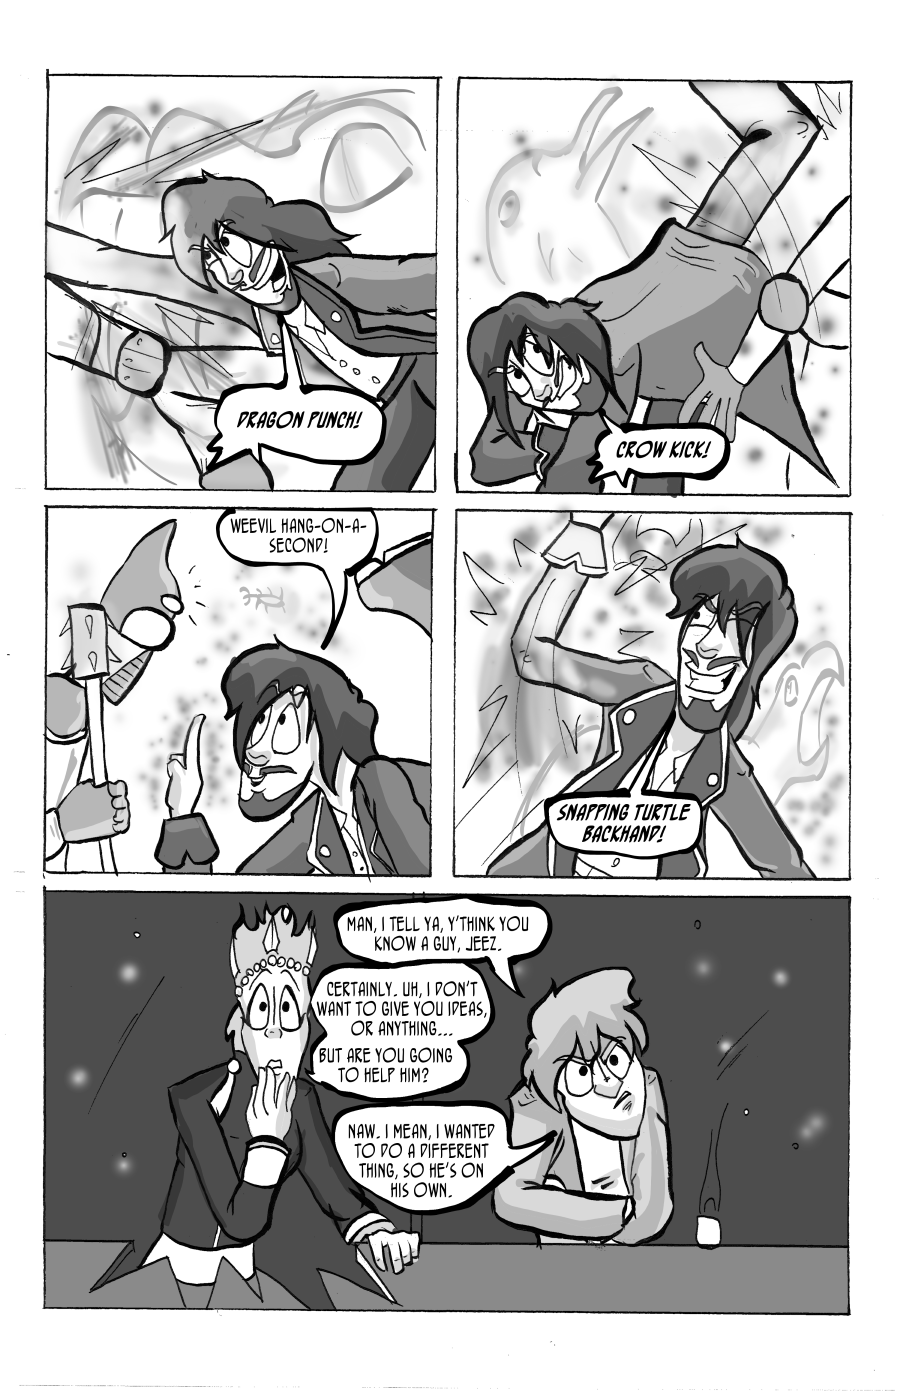 DRAGON PUNCH!
CROW KICK!
WEEVIL HANG-ON-A-
SECOND!
SNAPPING TURTLE
BACKHAND!
MAN, I TELL YA, Y'THINK YOU
KNOW A GUY, JEEZ.
CERTAINLY. UH, I DON'T
WANT TO GIVE YOU IDEAS,
OR ANYTHING...
BUT ARE YOU GOING
TO HELP HIM?
NAW. I MEAN, I WANTED
TO DO A DIFFERENT
THING, SO HE'S ON
HIS OWN.